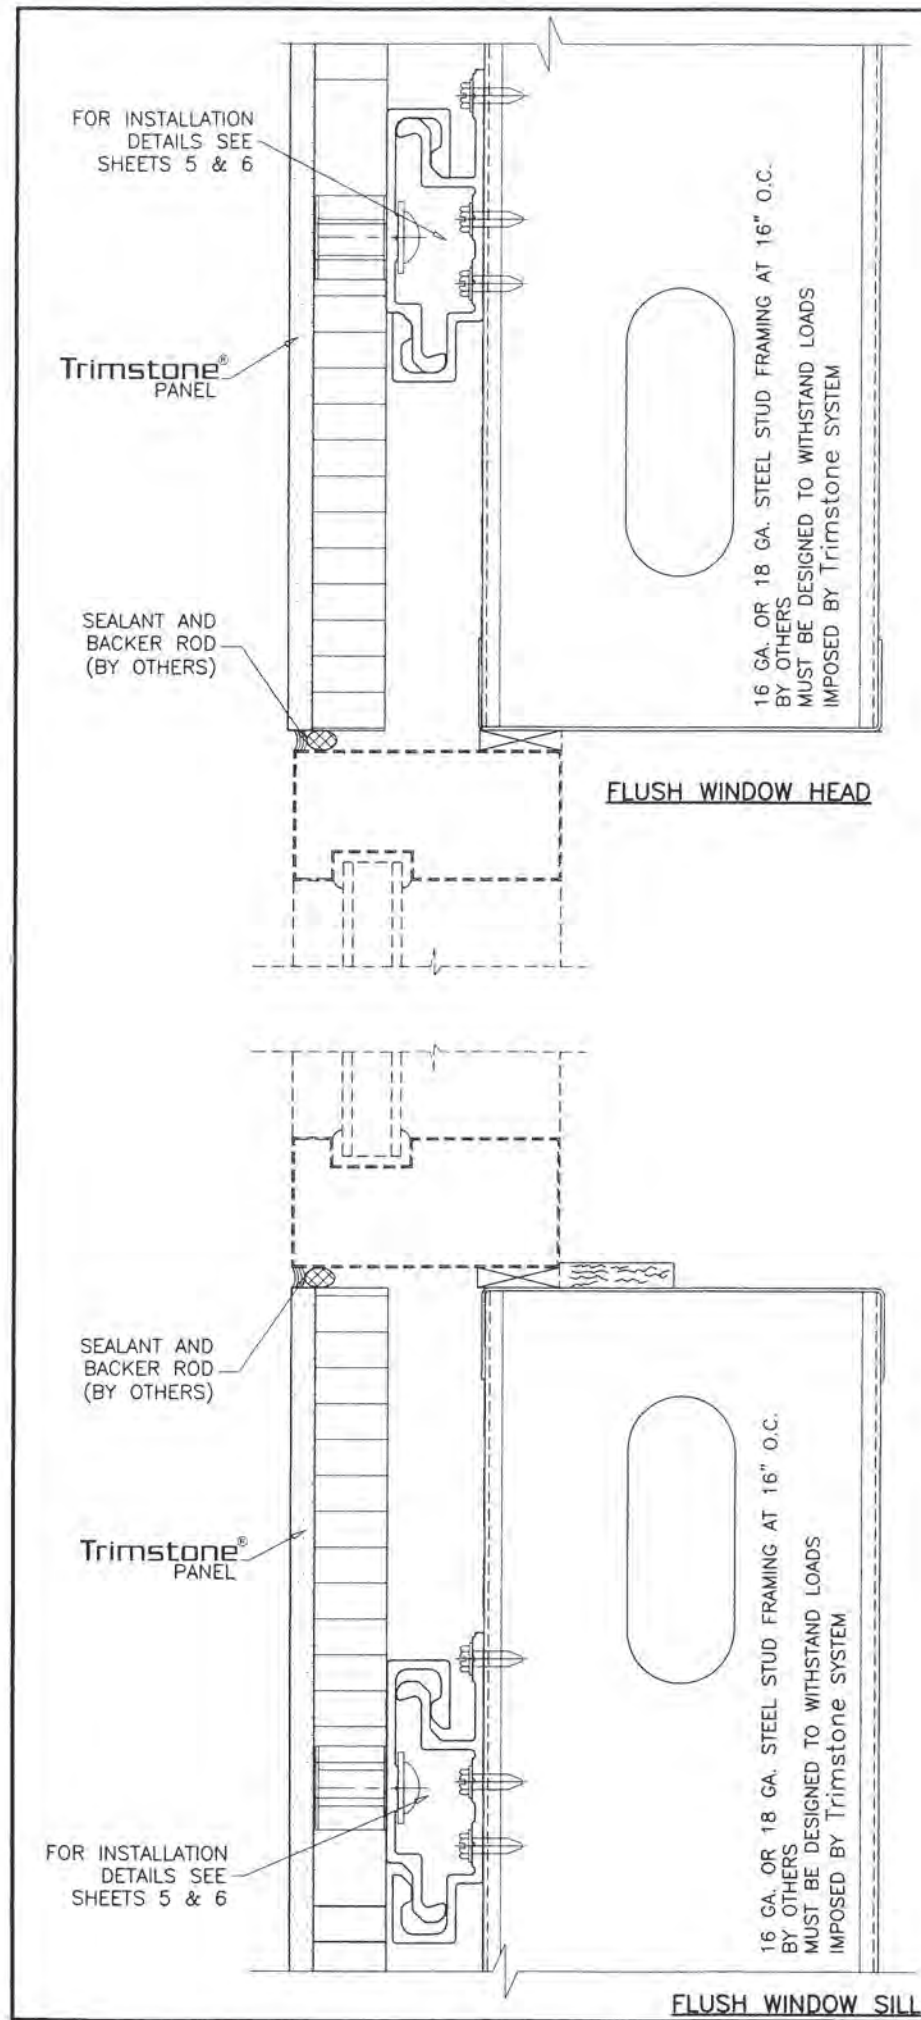 FOR INSTALLATION
DETAILS SEE
SHEETS 5 & 6
Trimstone®
PANEL
SEALANT AND
BACKER ROD
(BY OTHERS)
16 GA. OR 18 GA. STEEL STUD FRAMING AT 16" O.C.
BY OTHERS
MUST BE DESIGNED TO WITHSTAND LOADS
IMPOSED BY Trimstone SYSTEM
FLUSH WINDOW HEAD
SEALANT AND
BACKER ROD
(BY OTHERS)
Trimstone®
PANEL
FOR INSTALLATION
DETAILS SEE
SHEETS 5 & 6
16 GA. OR 18 GA. STEEL STUD FRAMING AT 16" O.C.
BY OTHERS
MUST BE DESIGNED TO WITHSTAND LOADS
IMPOSED BY Trimstone SYSTEM
FLUSH WINDOW SILL